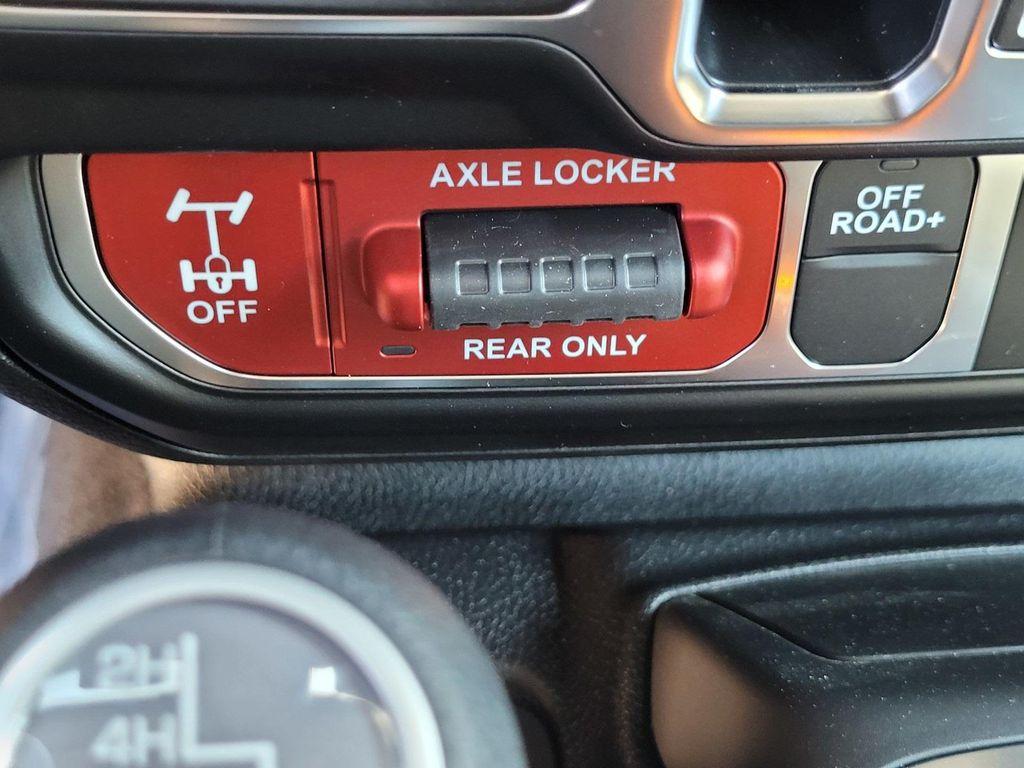 AXLE LOCKER
OFF
REAR ONLY
OFF
ROAD+
2H
4H